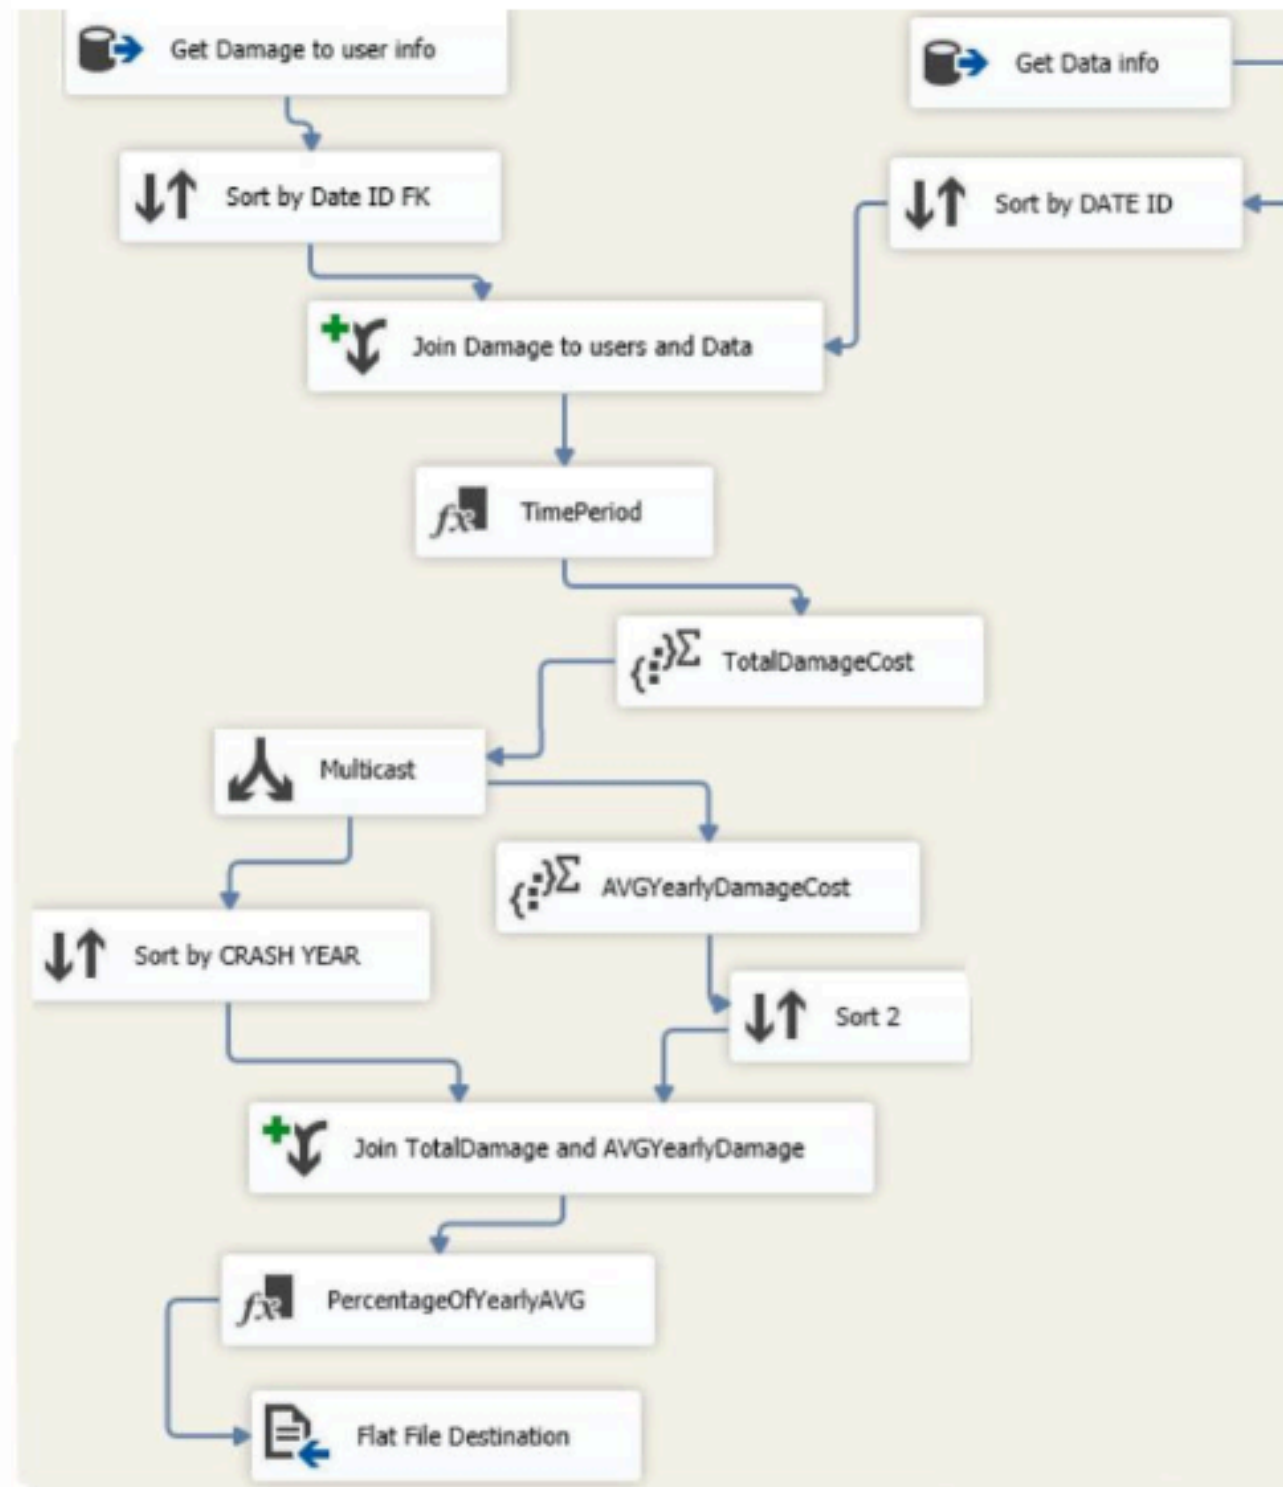 Get Damage to user info
Get Data info
Sort by Date ID FK
Sort by DATE ID
Join Damage to users and Data
fx TimePeriod
TotalDamageCost
Multicast
AVGYearlyDamageCost
Sort by CRASH YEAR
Sort 2
Join TotalDamage and AVGYearlyDamage
fx PercentageOfYearlyAVG
Flat File Destination